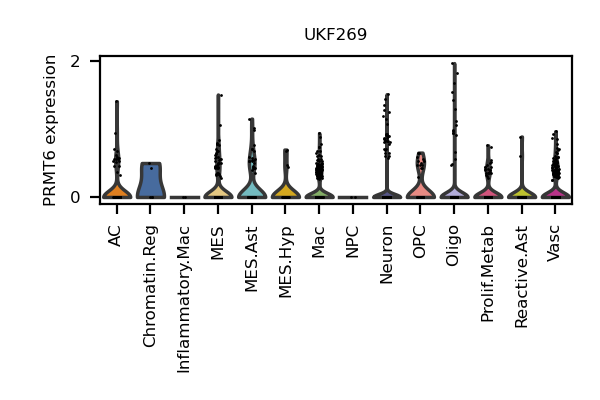 UKF269
PRMT6 expression
2
0
AC
Chromatin.Reg
Inflammatory.Mac
MES
MES.Ast
MES.Hyp
Mac
NPC
Neuron
OPC
Oligo
Prolif.Metab
Reactive.Ast
Vasc